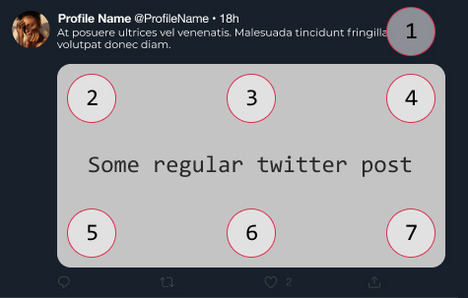 Profile Name @ProfileName • 18h
At posuere ultrices vel venenatis. Malesuada tincidunt fringilla
1
volutpat donec diam.
2 3 4
Some regular twitter post
5 6 7
2